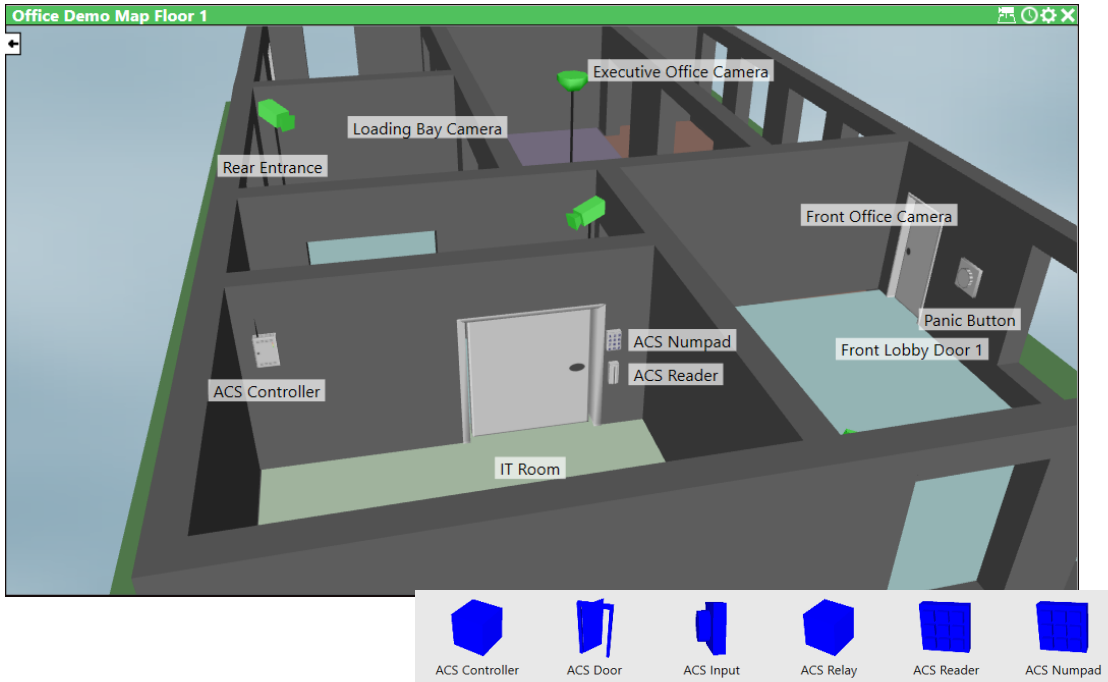 Office Demo Map Floor 1
Executive Office Camera
Loading Bay Camera
Rear Entrance
Front Office Camera
Panic Button
ACS Numpad
Front Lobby Door 1
ACS Reader
ACS Controller
IT Room
ACS Controller
ACS Door
ACS Input
ACS Relay
ACS Reader
ACS Numpad